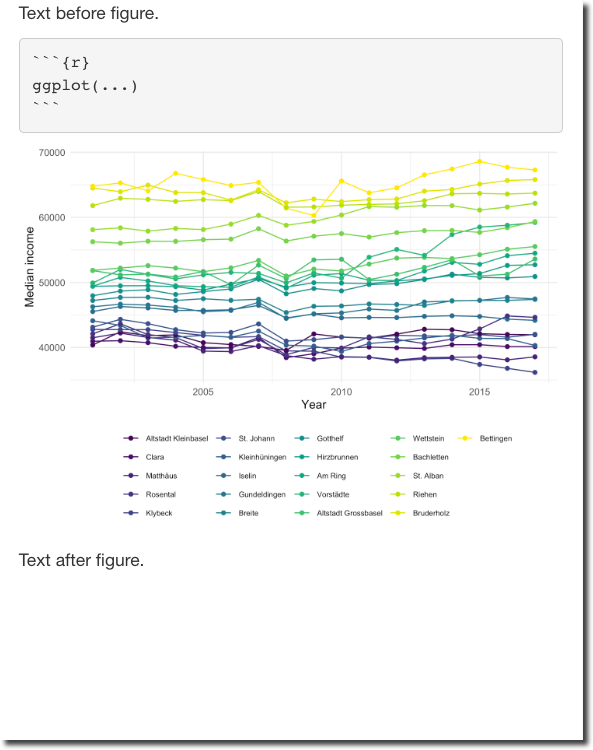 Text before figure.
```{r}
ggplot(...)
```
70000
60000
50000
40000
Median income
2005 2010 2015
Year
Altstadt Kleinbasel St. Johann Gotthelf Wettstein Bettingen
Clara Kleinhüningen Hirzbrunnen Bachletten
Matthäus Iselin Am Ring St. Alban
Rosental Gundeldingen Vorstädte Riehen
Klybeck Breite Altstadt Grossbasel Bruderholz
Text after figure.